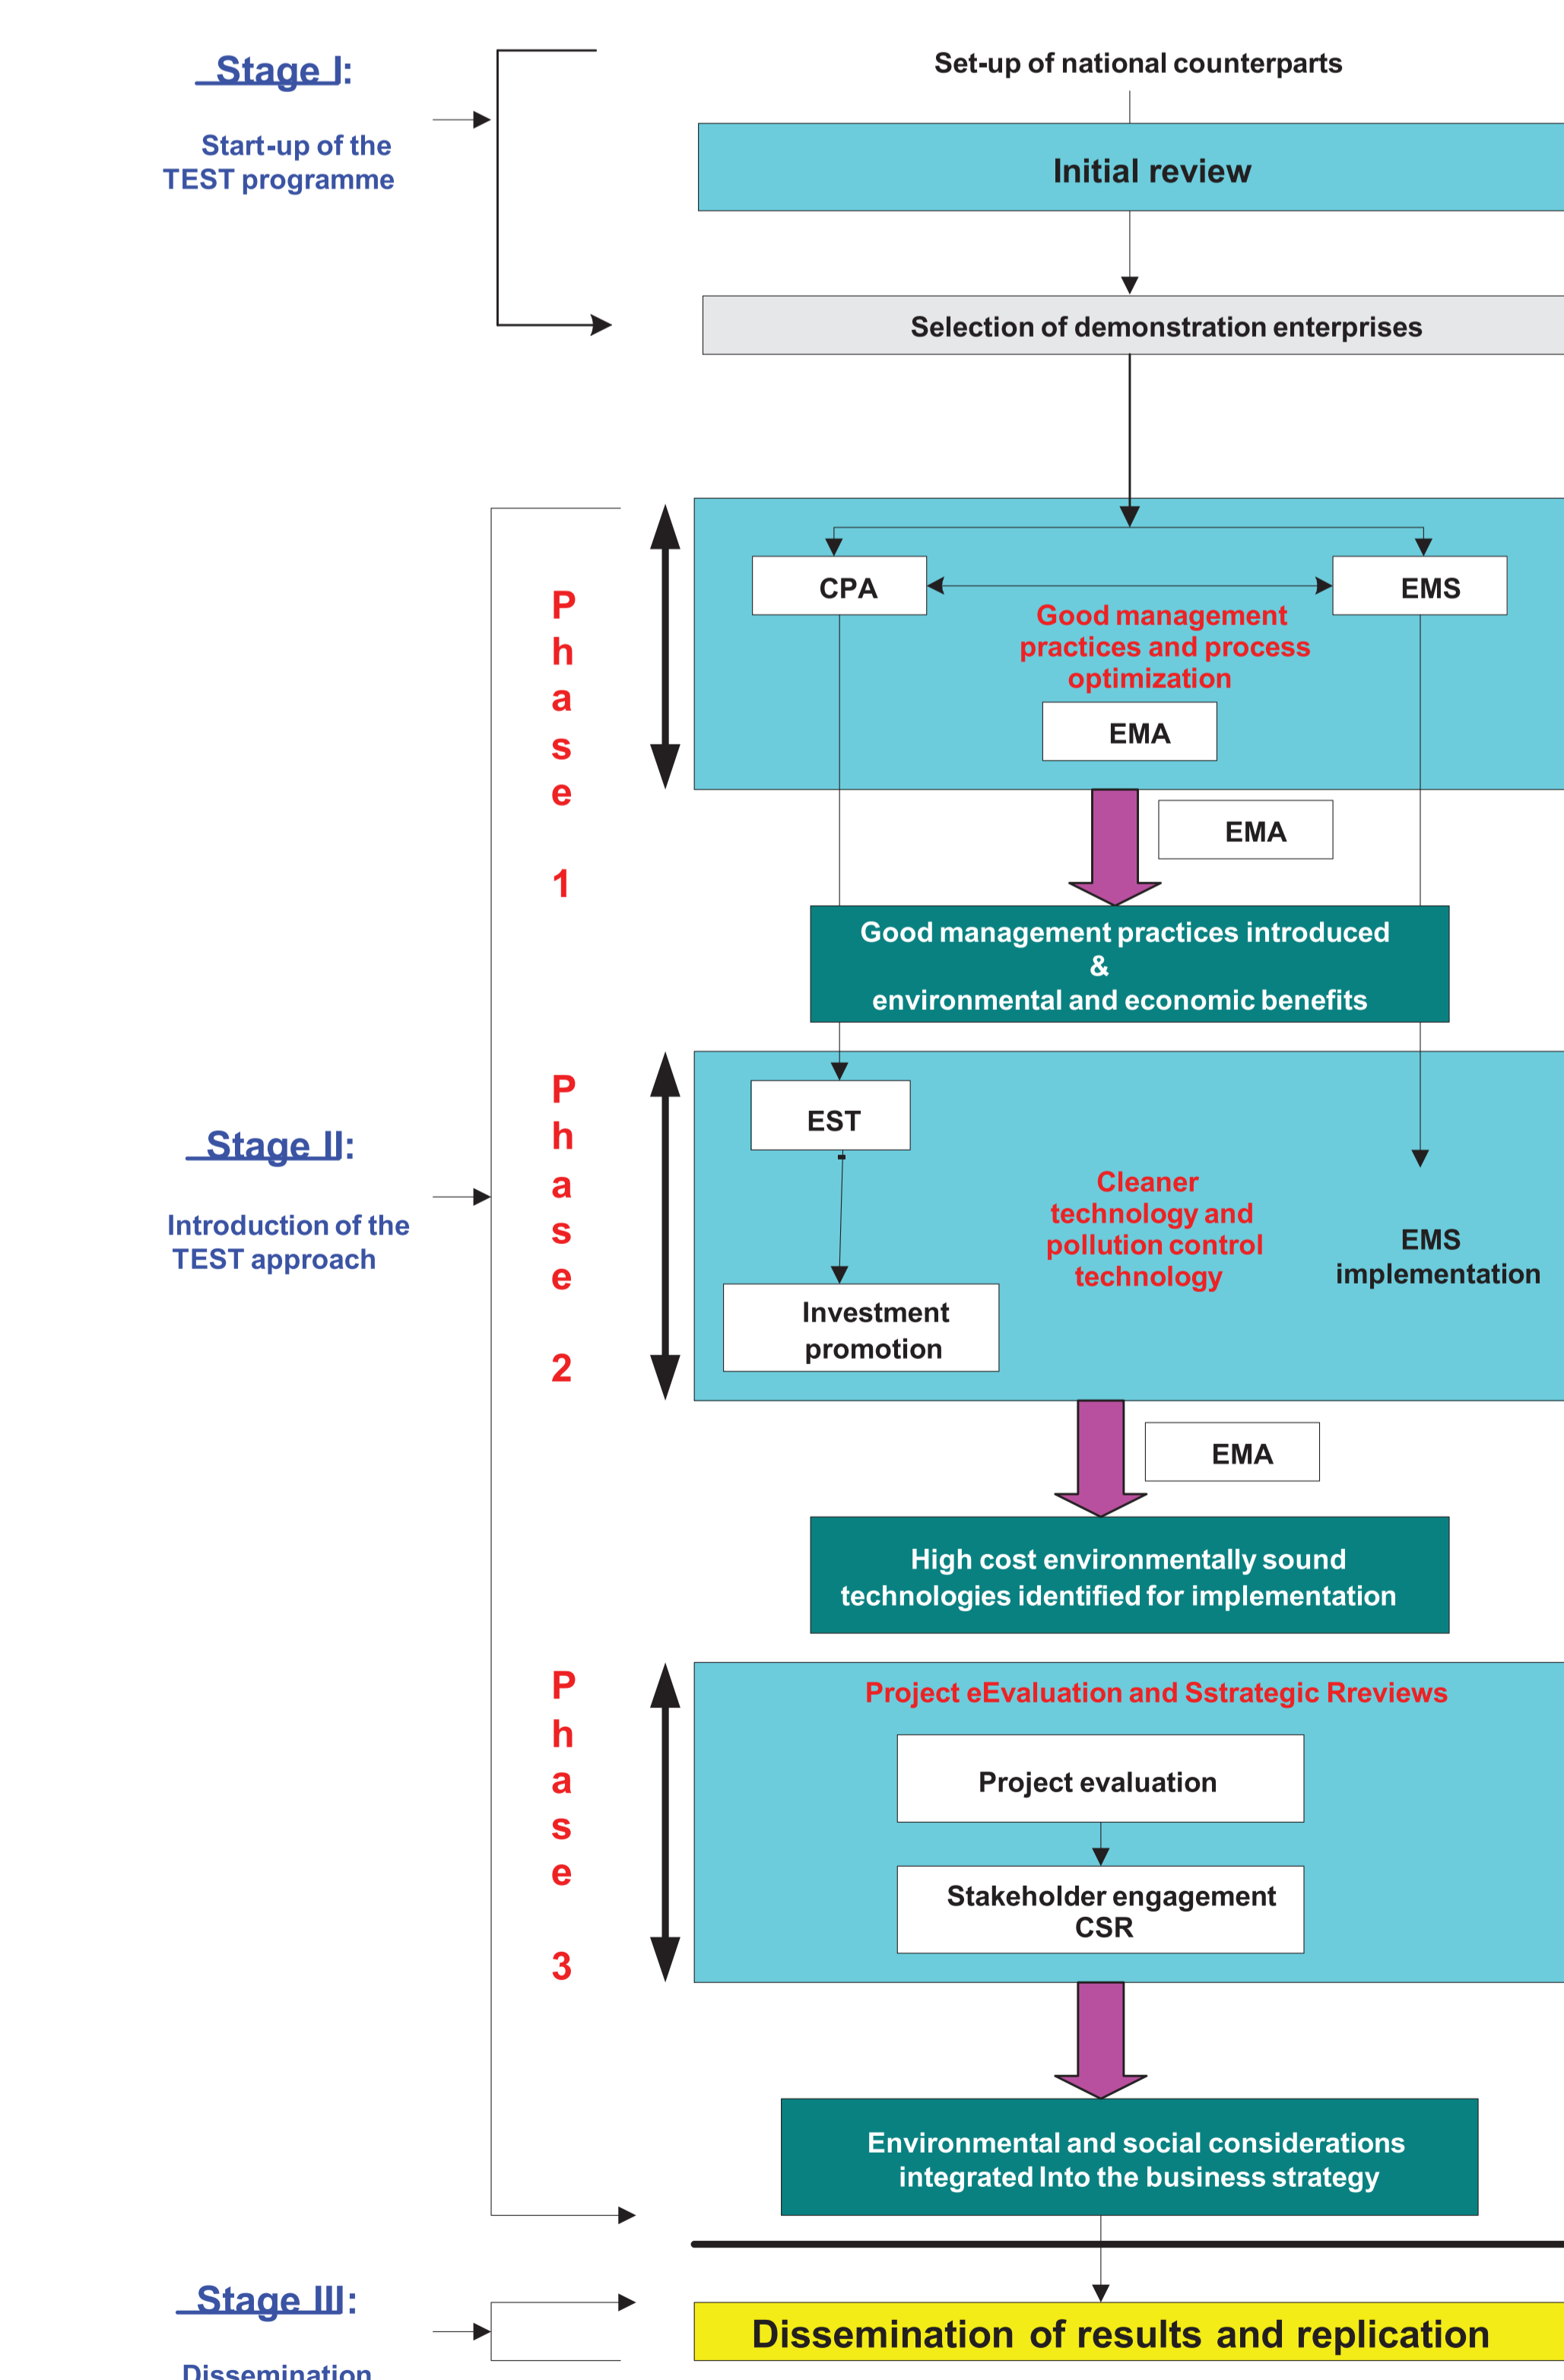 Stage I:
Start-up of the
TEST programme
Set-up of national counterparts
Initial review
Selection of demonstration enterprises
Phase 1
CPA
EMS
Good management
practices and process
optimization
EMA
EMA
Good management practices introduced
&
environmental and economic benefits
Stage II:
Introduction of the
TEST approach
Phase 2
EST
Cleaner
technology and
pollution control
technology
EMS
implementation
Investment
promotion
EMA
High cost environmentally sound
technologies identified for implementation
Phase 3
Project eEvaluation and Sstrategic Rreviews
Project evaluation
Stakeholder engagement
CSR
Environmental and social considerations
integrated Into the business strategy
Stage III:
Dissemination
Dissemination of results and replication